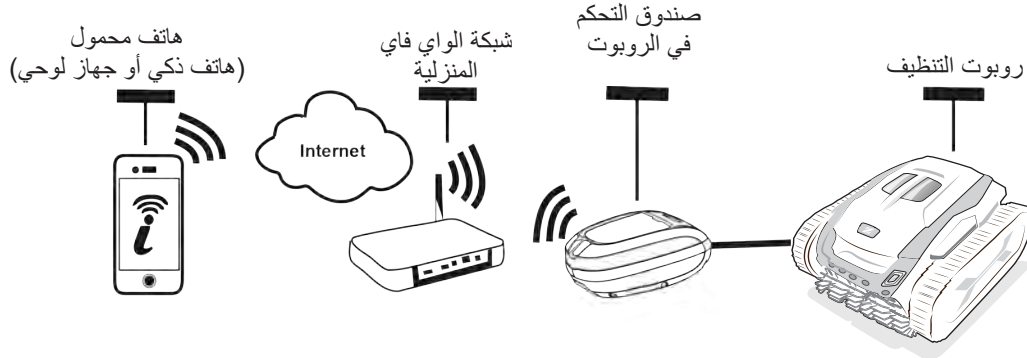 هاتف محمول
(هاتف ذكي أو جهاز لوحي)
Internet
شبكة الواي فاي
المنزلية
صندوق التحكم
في الروبوت
روبوت التنظيف